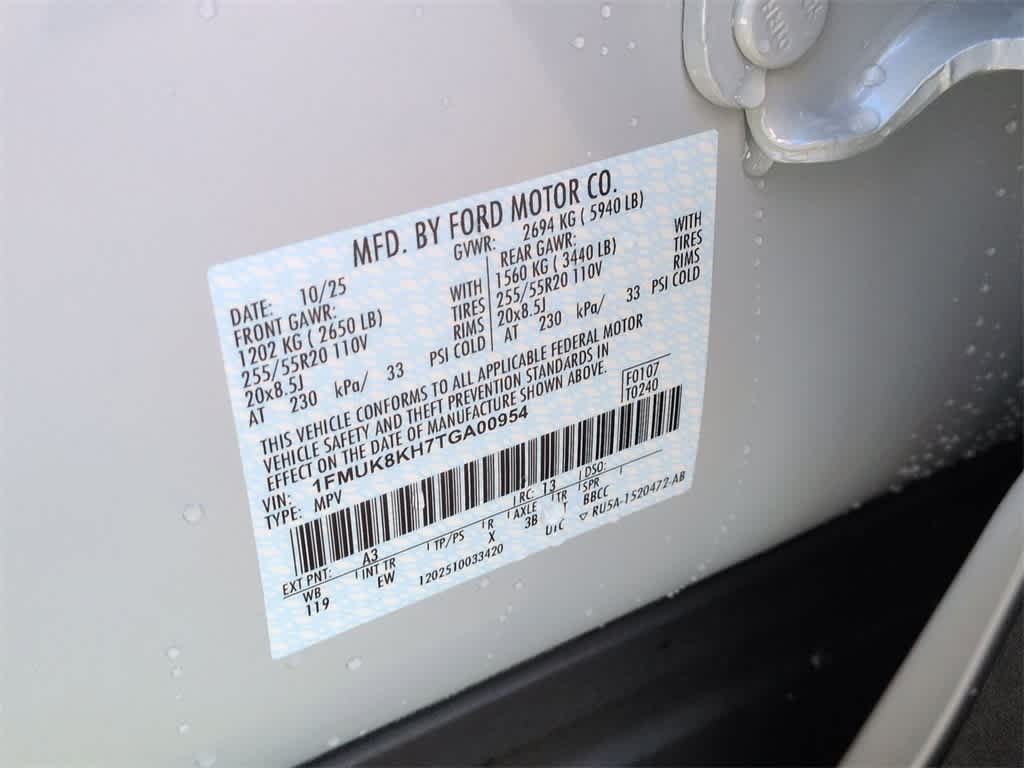 MFD. BY FORD MOTOR CO.
DATE: 10/25
GVWR: 2694 KG ( 5940 LB)
FRONT GAWR:
1202 KG ( 2650 LB) WITH
255/55R20 110V TIRES
20x8.5J RIMS
AT 230 kPa/ 33 PSI COLD
REAR GAWR:
1560 KG ( 3440 LB) WITH
255/55R20 110V TIRES
20x8.5J RIMS
AT 230 kPa/ 33 PSI COLD
THIS VEHICLE CONFORMS TO ALL APPLICABLE FEDERAL MOTOR
VEHICLE SAFETY AND THEFT PREVENTION STANDARDS IN
EFFECT ON THE DATE OF MANUFACTURE SHOWN ABOVE.
F0107
T0240
VIN: 1FMUK8KH7TGA00954
TYPE: MPV
EXT PNT: A3 RC: 13 DSO:
WB INT TR TP/PS R AXLE TR SPR
119 EW X 3B T BBCC
1202510033420 UTC ▽ RU5A-1520472-AB